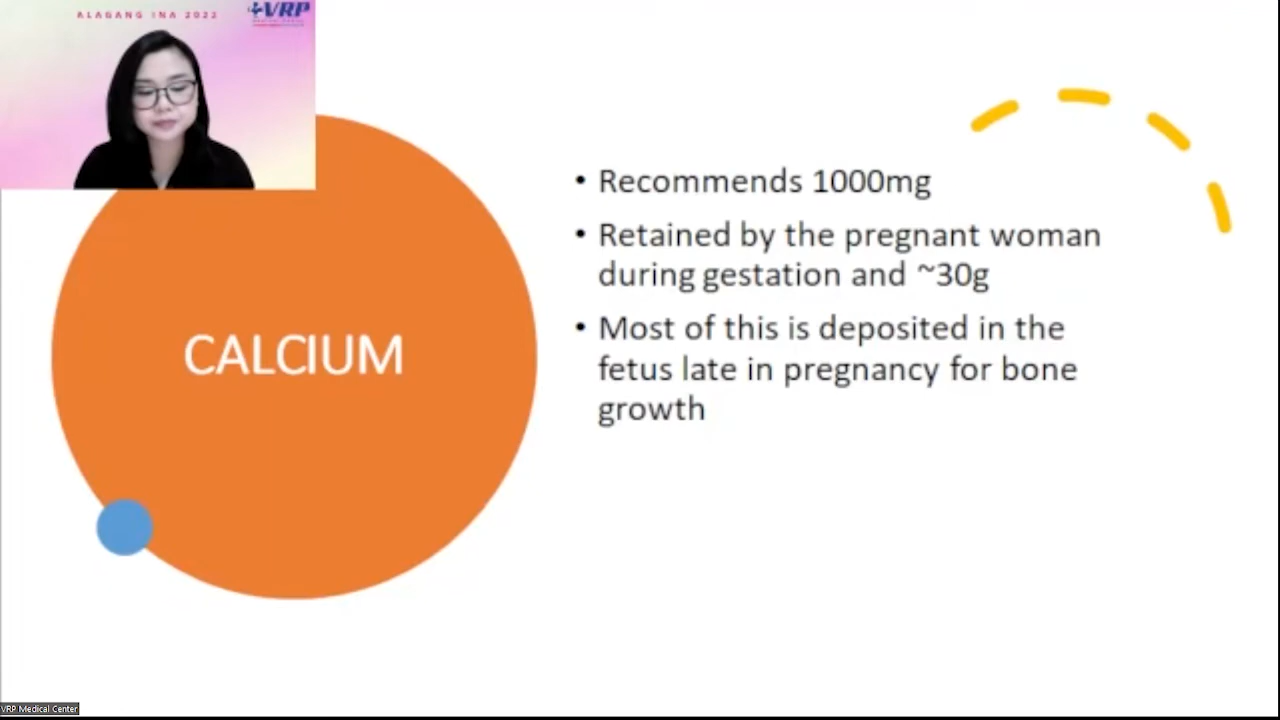 ALAGANG INA 2022
VRP
CALCIUM
• Recommends 1000mg
• Retained by the pregnant woman
during gestation and ~30g
• Most of this is deposited in the
fetus late in pregnancy for bone
growth
VRP Medical Center